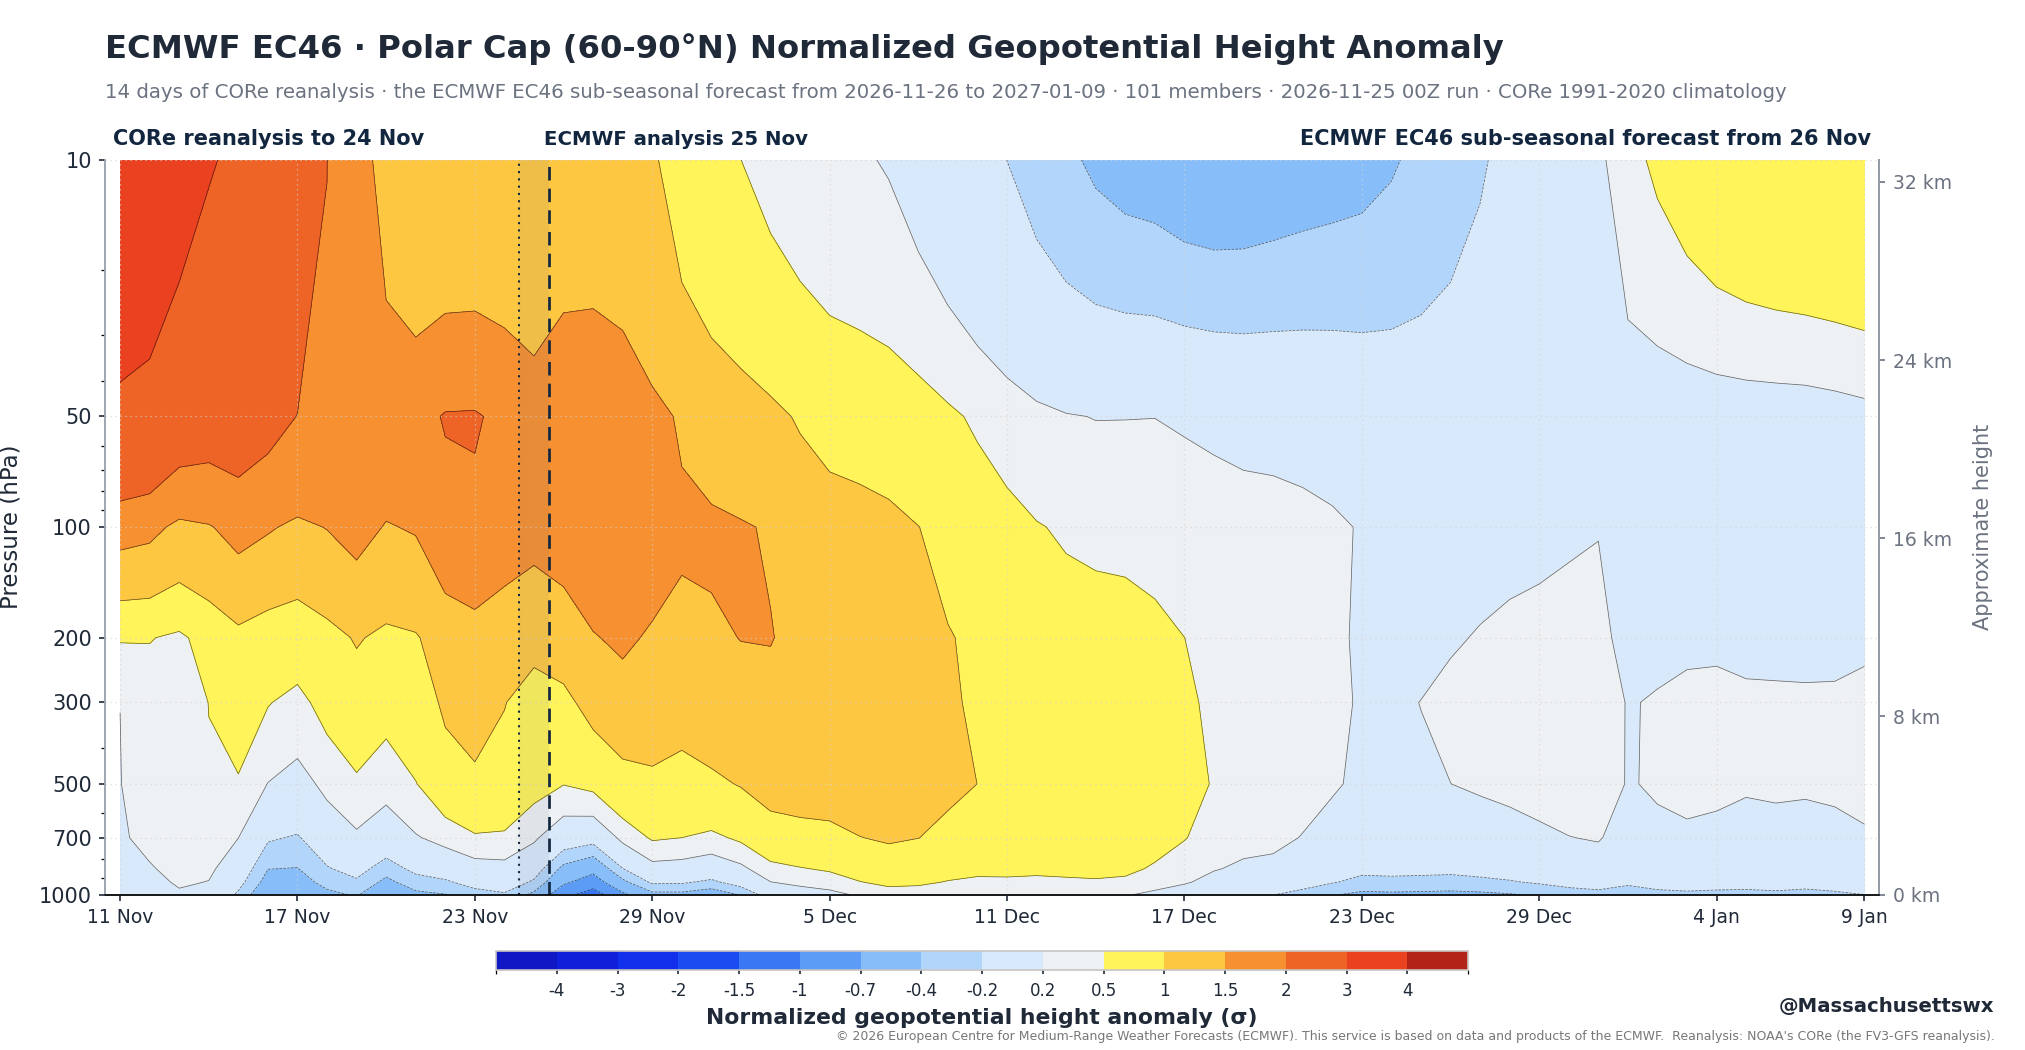 ECMWF EC46 · Polar Cap (60-90°N) Normalized Geopotential Height Anomaly
14 days of CORe reanalysis · the ECMWF EC46 sub-seasonal forecast from 2026-11-26 to 2027-01-09 · 101 members · 2026-11-25 00Z run · CORe 1991-2020 climatology
CORe reanalysis to 24 Nov
ECMWF analysis 25 Nov
ECMWF EC46 sub-seasonal forecast from 26 Nov
10
50
100
200
300
500
700
1000
Pressure (hPa)
32 km
24 km
16 km
8 km
0 km
Approximate height
11 Nov 17 Nov 23 Nov 29 Nov 5 Dec 11 Dec 17 Dec 23 Dec 29 Dec 4 Jan 9 Jan
-4 -3 -2 -1.5 -1 -0.7 -0.4 -0.2 0.2 0.5 1 1.5 2 3 4
Normalized geopotential height anomaly (σ)
@Massachusettswx
© 2026 European Centre for Medium-Range Weather Forecasts (ECMWF). This service is based on data and products of the ECMWF. Reanalysis: NOAA's CORe (the FV3-GFS reanalysis).